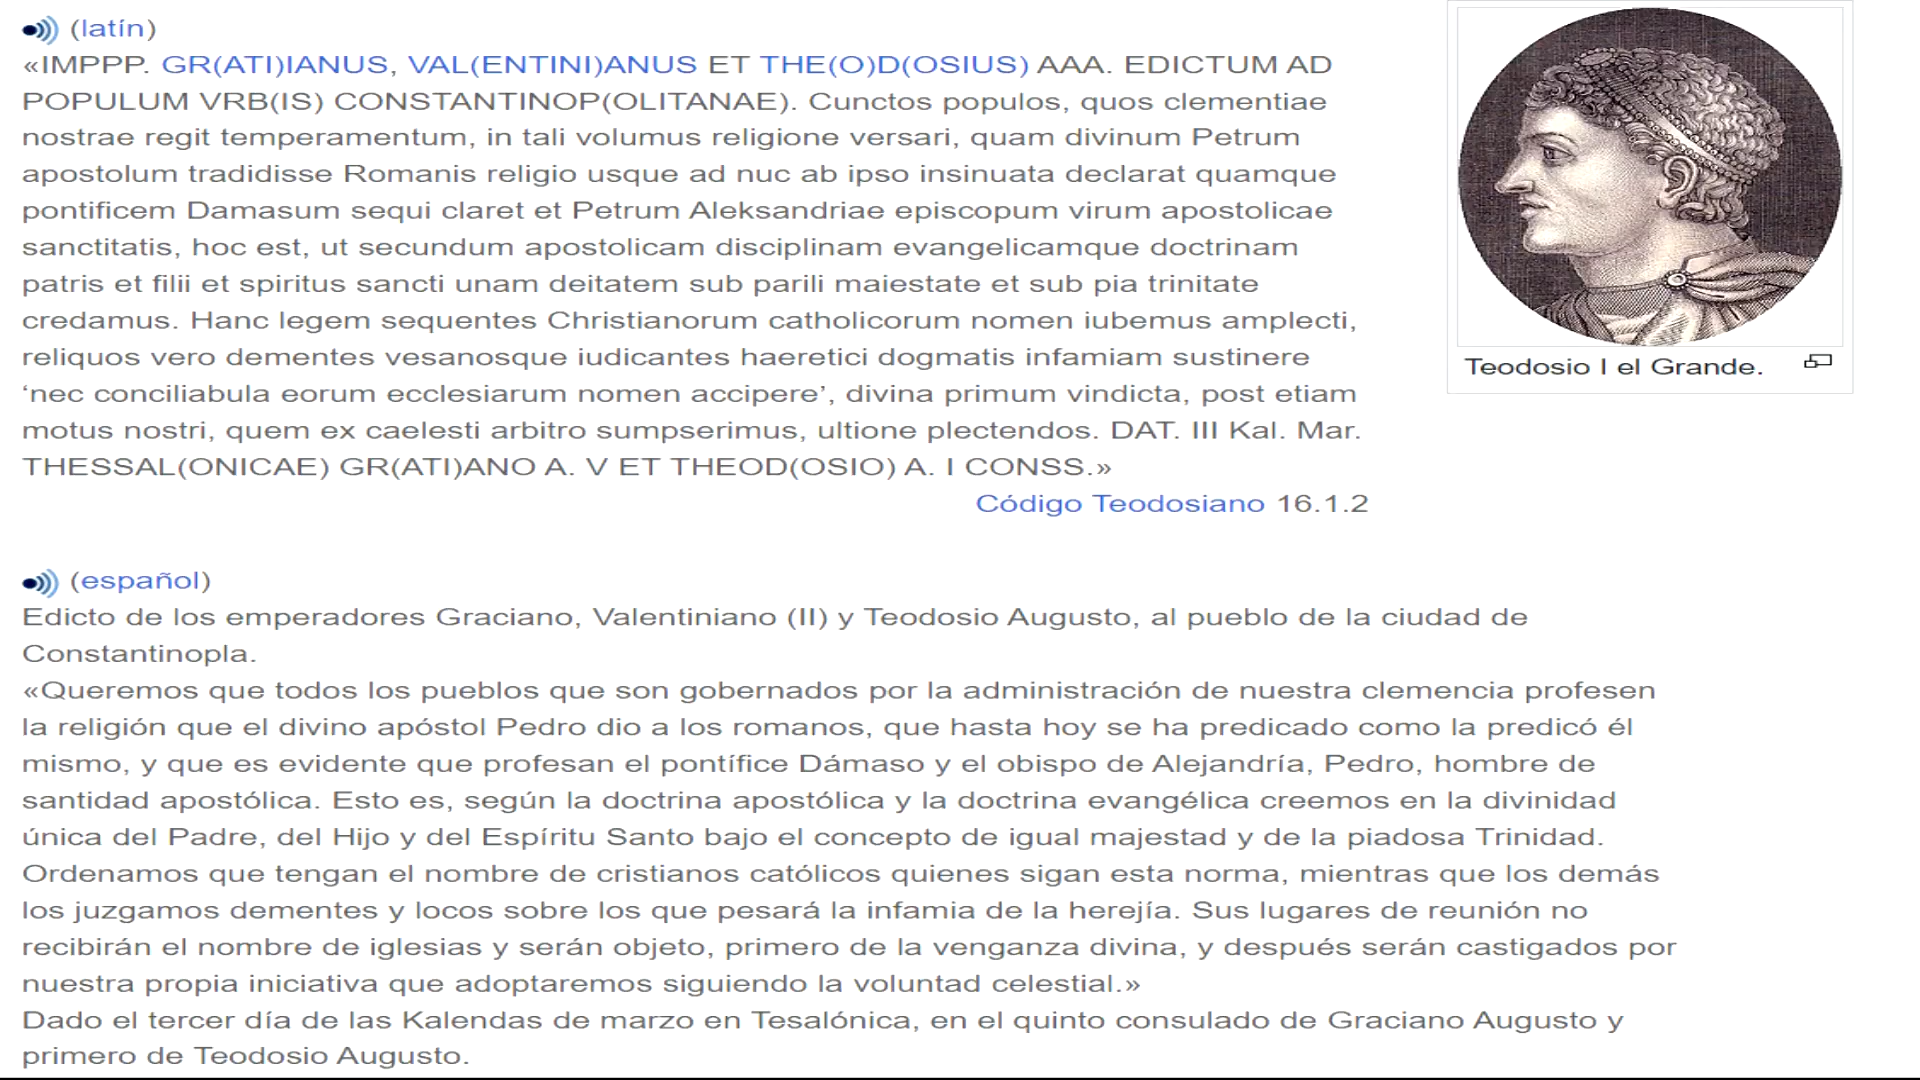 (latín)
«IMPPP. GR(ATI)IANUS, VAL(ENTINI)ANUS ET THE(O)D(OSIUS) AAA. EDICTUM AD
POPULUM VRB(IS) CONSTANTINOP(OLITANAE). Cunctos populos, quos clementiae
nostrae regit temperamentum, in tali volumus religione versari, quam divinum Petrum
apostolum tradidisse Romanis religio usque ad nuc ab ipso insinuata declarat quamque
pontificem Damasum sequi claret et Petrum Aleksandriae episcopum virum apostolicae
sanctitatis, hoc est, ut secundum apostolicam disciplinam evangelicamque doctrinam
patris et filii et spiritus sancti unam deitatem sub parili maiestate et sub pia trinitate
credamus. Hanc legem sequentes Christianorum catholicorum nomen iubemus amplecti,
reliquos vero dementes vesanosque iudicantes haeretici dogmatis infamiam sustinere
‘nec conciliabula eorum ecclesiarum nomen accipere’, divina primum vindicta, post etiam
motus nostri, quem ex caelesti arbitro sumpserimus, ultione plectendos. DAT. III Kal. Mar.
THESSAL(ONICAE) GR(ATI)ANO A. V ET THEOD(OSIO) A. I CONSS.»
Código Teodosiano 16.1.2
Teodosio I el Grande.
(español)
Edicto de los emperadores Graciano, Valentiniano (II) y Teodosio Augusto, al pueblo de la ciudad de
Constantinopla.
«Queremos que todos los pueblos que son gobernados por la administración de nuestra clemencia profesen
la religión que el divino apóstol Pedro dio a los romanos, que hasta hoy se ha predicado como la predicó él
mismo, y que es evidente que profesan el pontífice Dámaso y el obispo de Alejandría, Pedro, hombre de
santidad apostólica. Esto es, según la doctrina apostólica y la doctrina evangélica creemos en la divinidad
única del Padre, del Hijo y del Espíritu Santo bajo el concepto de igual majestad y de la piadosa Trinidad.
Ordenamos que tengan el nombre de cristianos católicos quienes sigan esta norma, mientras que los demás
los juzgamos dementes y locos sobre los que pesará la infamia de la herejía. Sus lugares de reunión no
recibirán el nombre de iglesias y serán objeto, primero de la venganza divina, y después serán castigados por
nuestra propia iniciativa que adoptaremos siguiendo la voluntad celestial.»
Dado el tercer día de las Kalendas de marzo en Tesalónica, en el quinto consulado de Graciano Augusto y
primero de Teodosio Augusto.